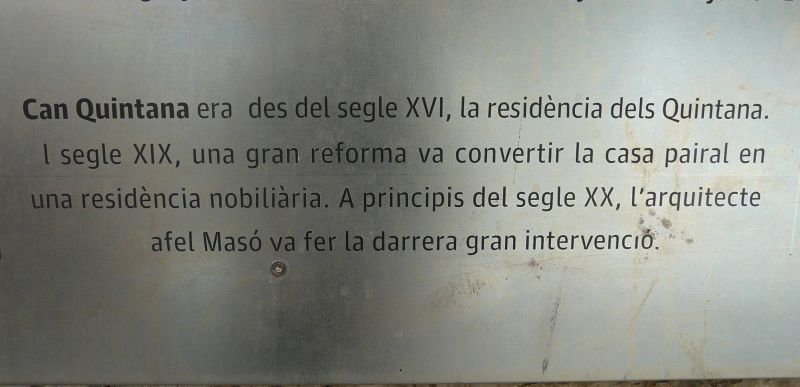 Can Quintana era des del segle XVI, la residència dels Quintana.
l segle XIX, una gran reforma va convertir la casa pairal en
una residència nobiliària. A principis del segle XX, l'arquitecte
afel Masó va fer la darrera gran intervenció.